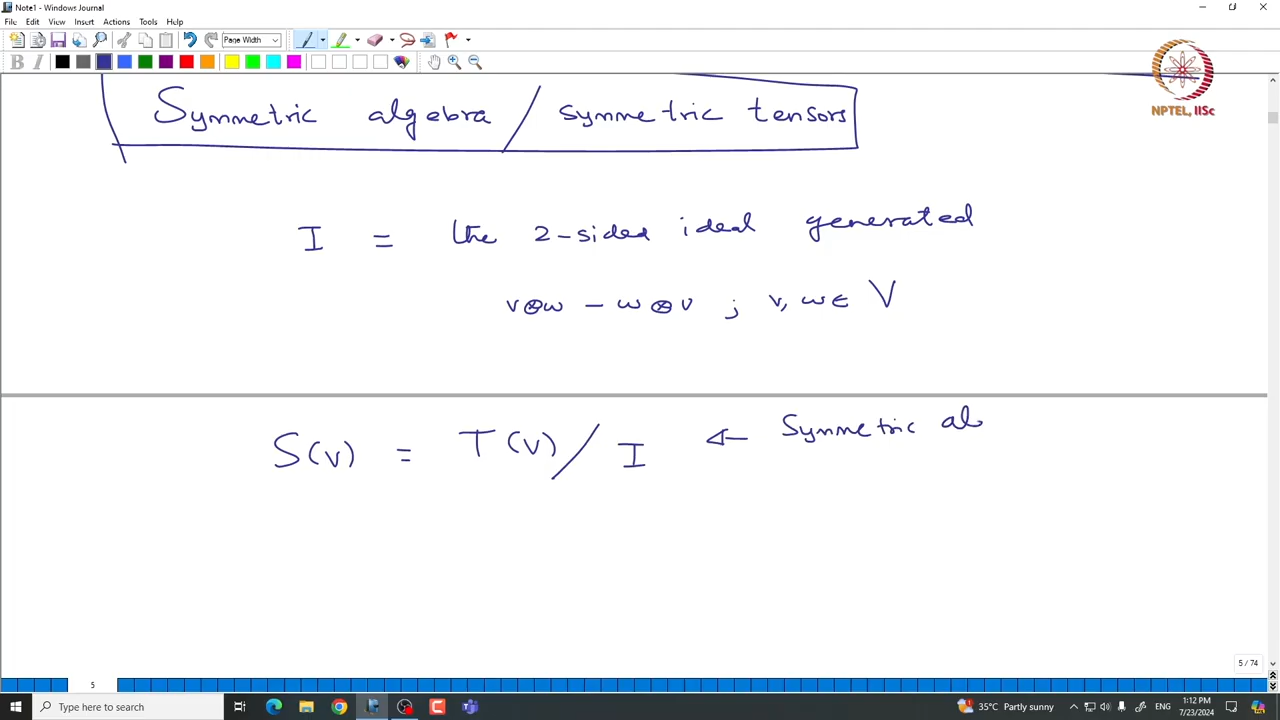 Note1 - Windows Journal
File Edit View Insert Actions Tools Help
Page Width
B I
NPTEL, IISc
Symmetric algebra / symmetric tensors
I = the 2-sided ideal generated
v⊗w - w⊗v ; v, w ∈ V
S(V) = T(V) / I ← Symmetric al
5 / 74
5
Type here to search
35°C Partly sunny
ENG
1:12 PM
7/23/2024